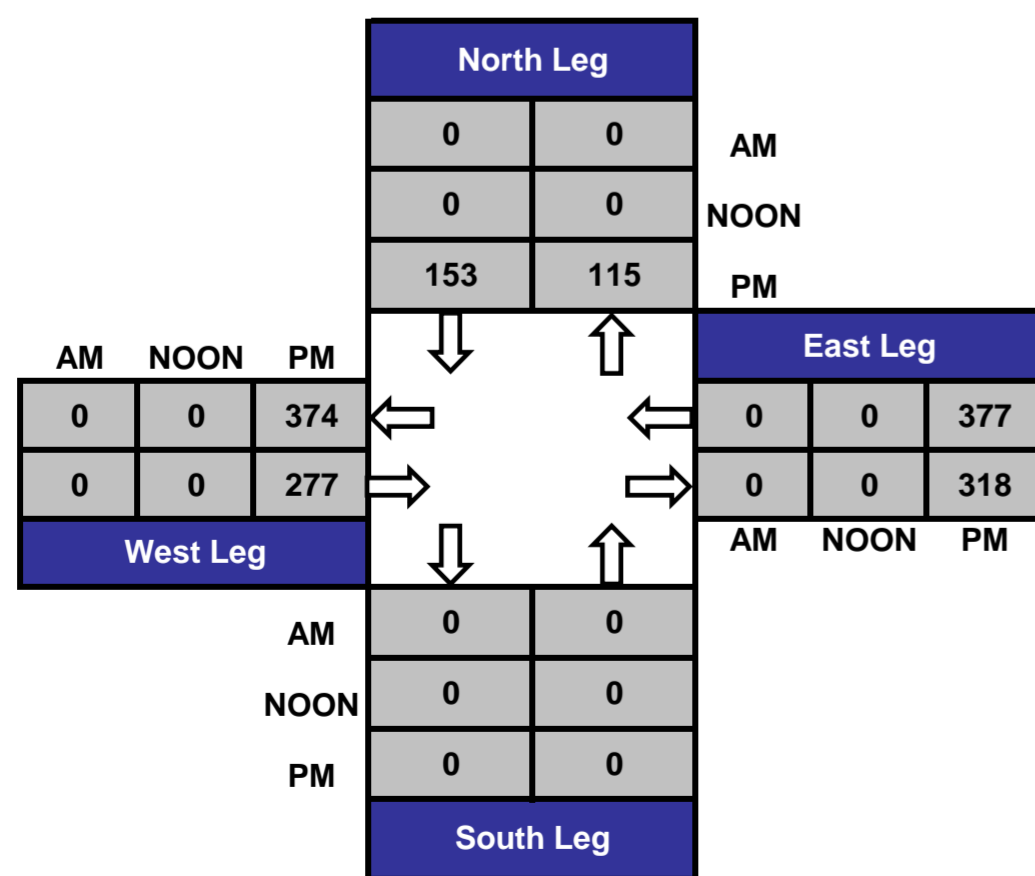 North Leg
0 0 AM
0 0 NOON
153 115 PM
East Leg
AM NOON PM
0 0 374
0 0 377
0 0 277
0 0 318
West Leg
AM NOON PM
AM 0 0
NOON 0 0
PM 0 0
South Leg